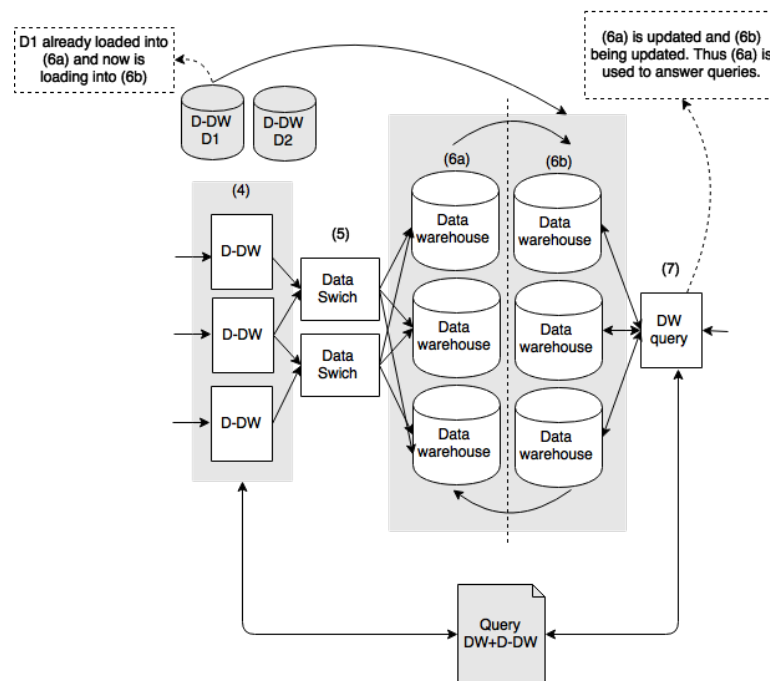 D1 already loaded into
(6a) and now is
loading into (6b)
(6a) is updated and (6b)
being updated. Thus (6a) is
used to answer queries.
D-DW
D1
D-DW
D2
(4)
(5)
(6a)
(6b)
(7)
D-DW
D-DW
D-DW
Data
Swich
Data
Swich
Data
warehouse
Data
warehouse
Data
warehouse
Data
warehouse
Data
warehouse
Data
warehouse
DW
query
Query
DW+D-DW